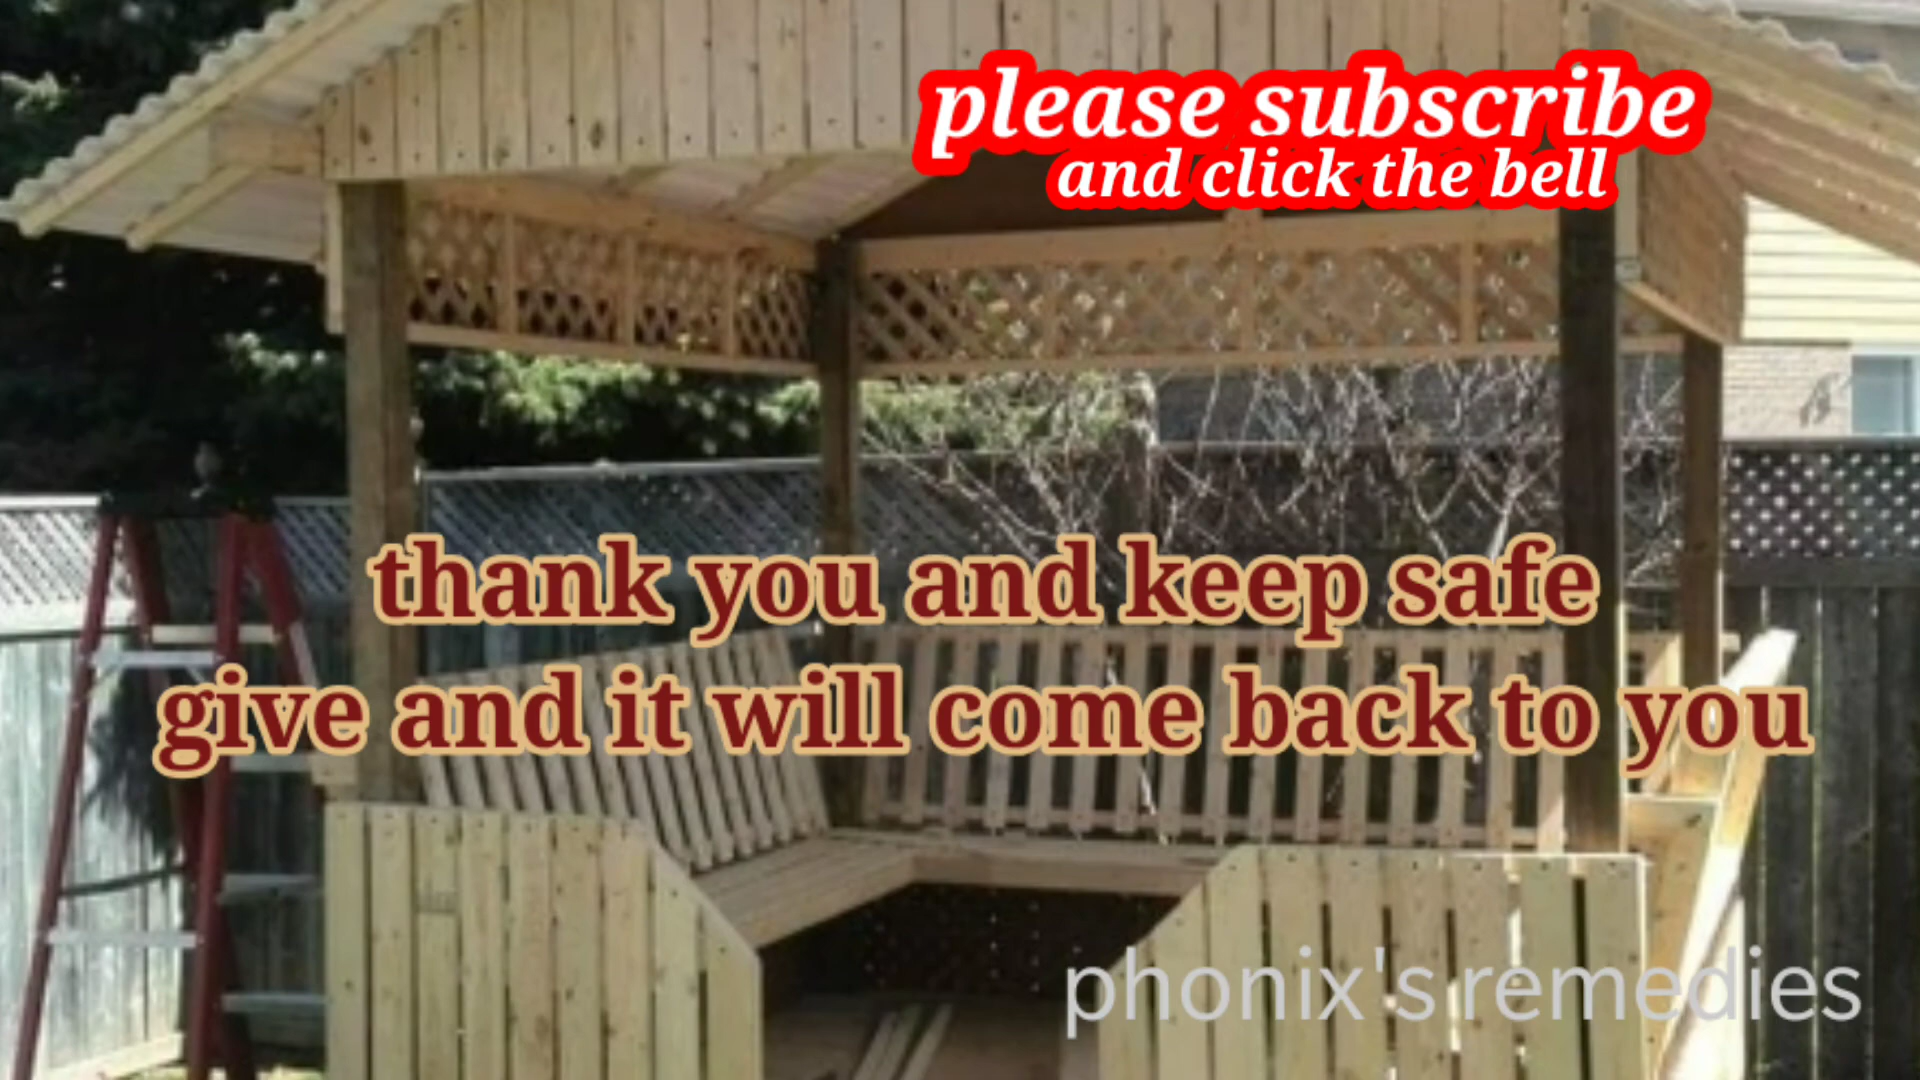 please subscribe
and click the bell
thank you and keep safe
give and it will come back to you
phonix's remedies